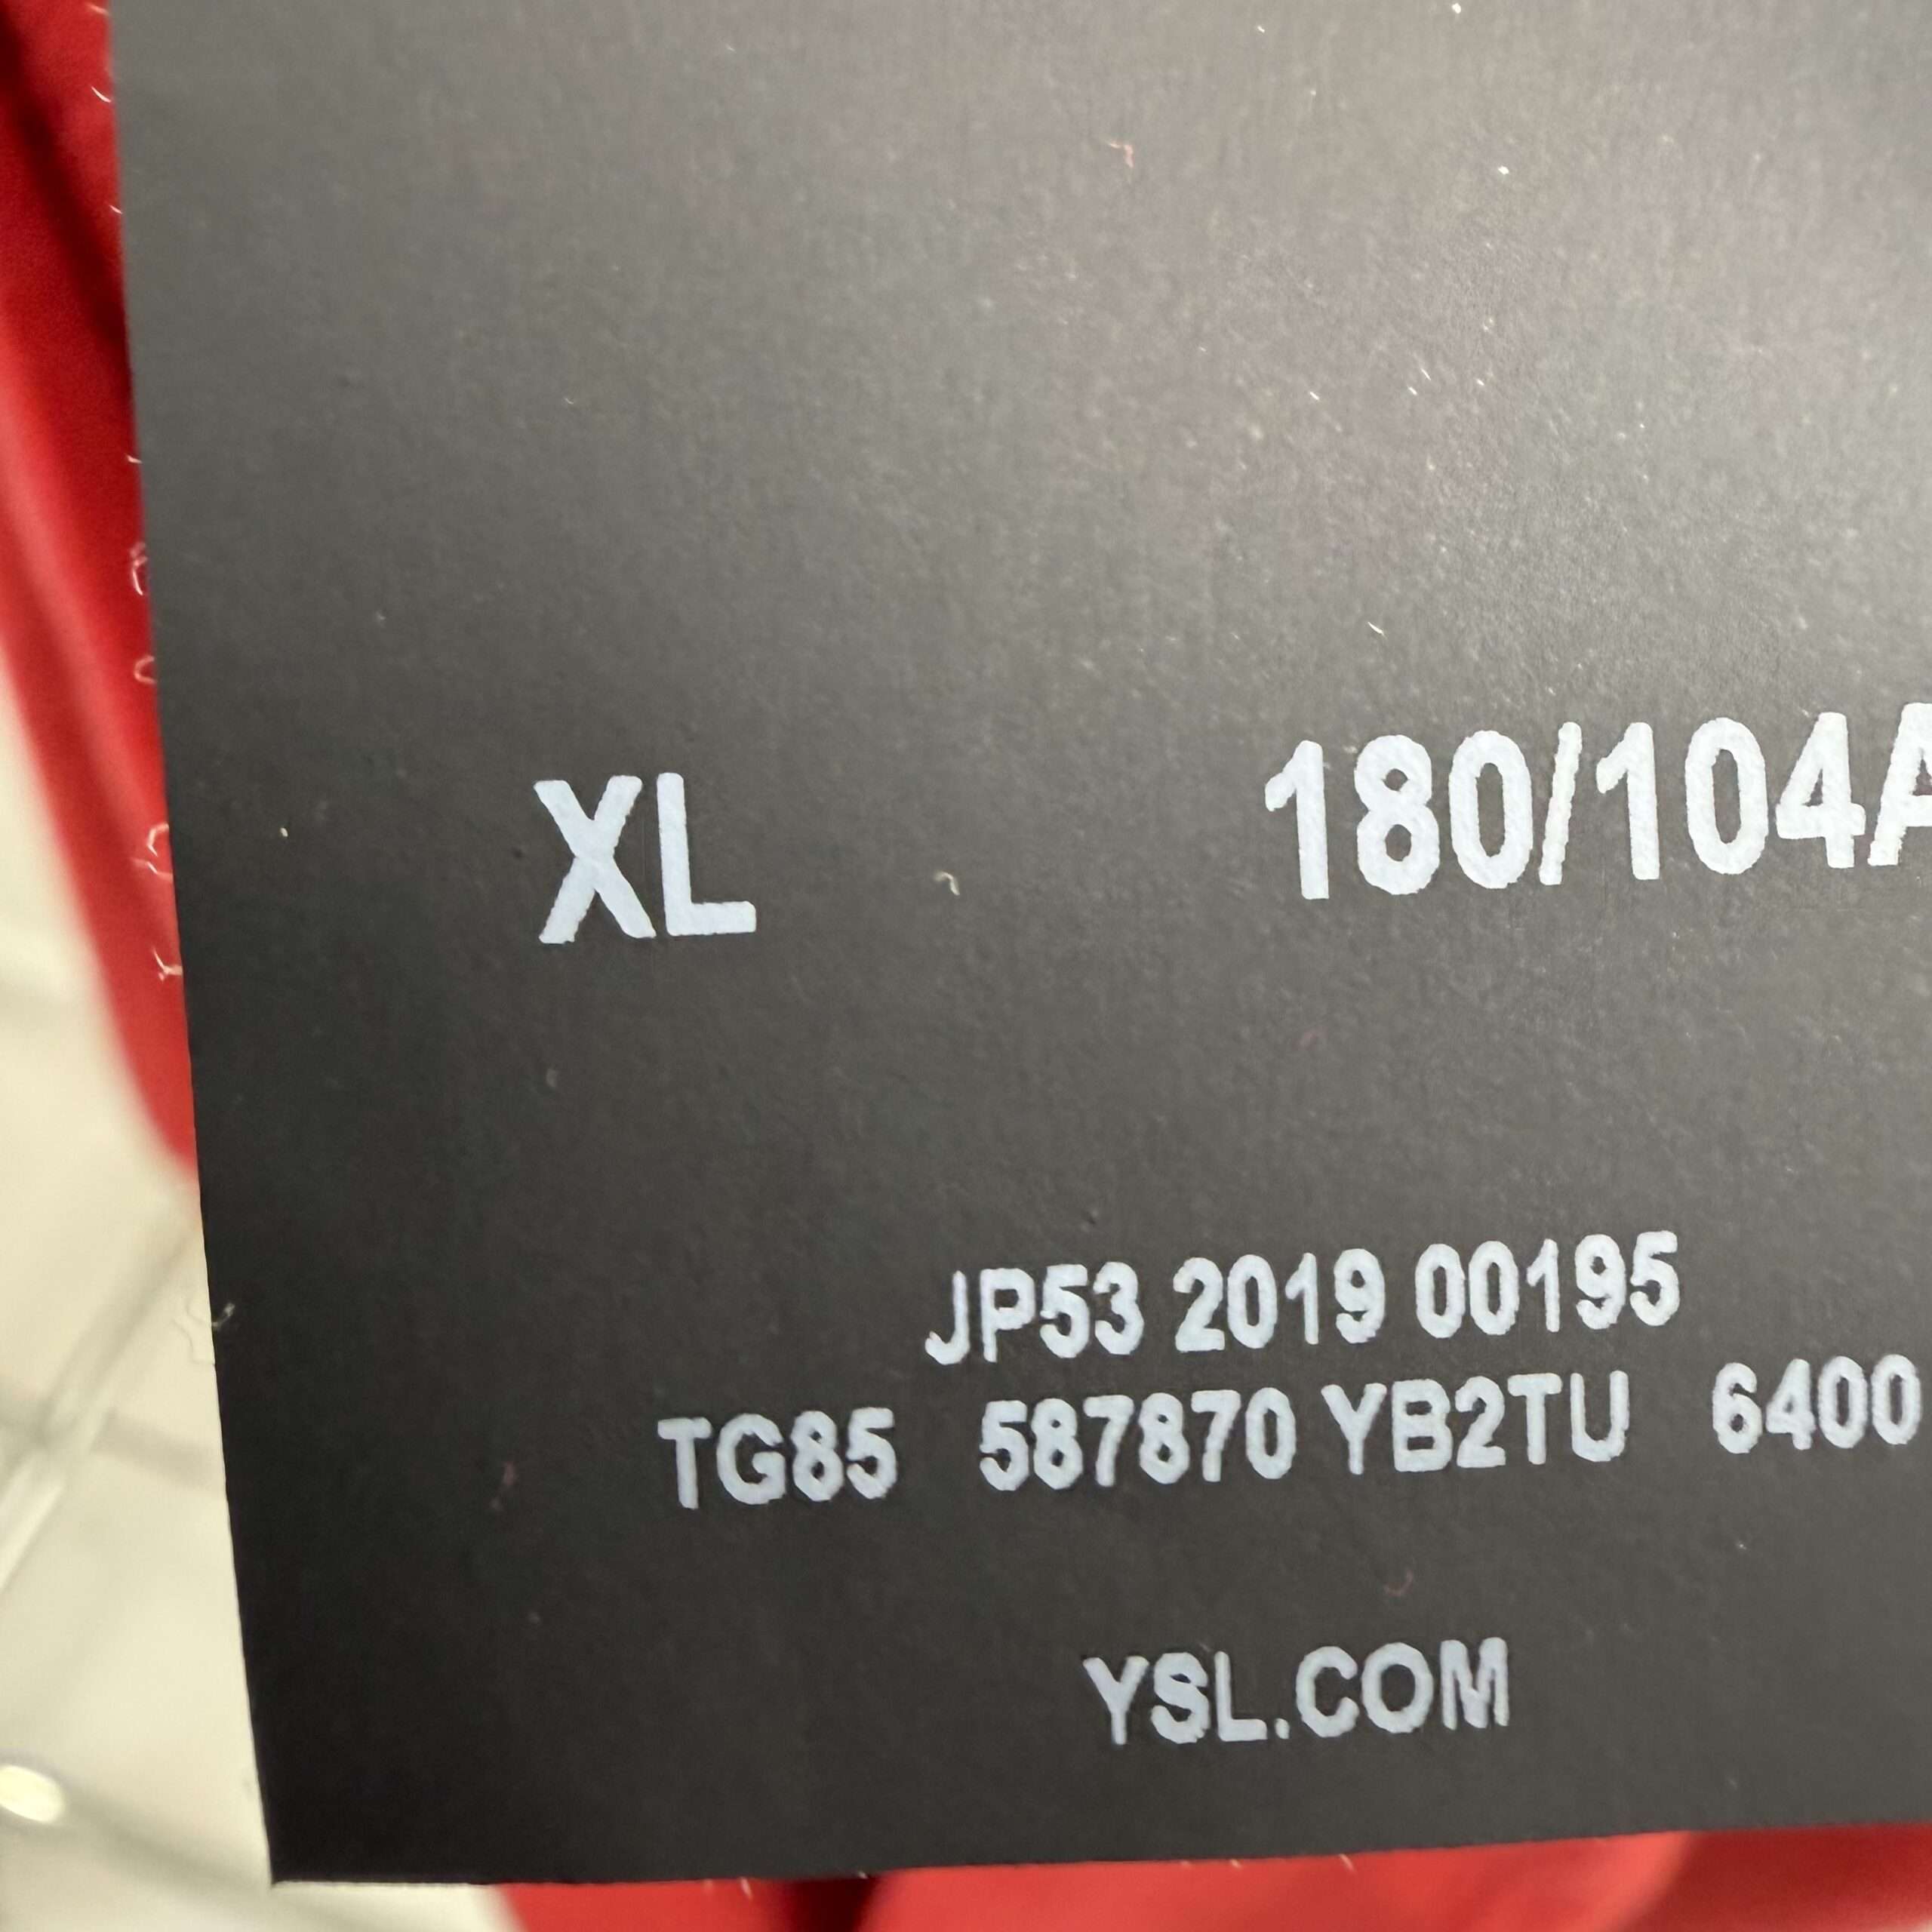 XL 180/104A
JP53 2019 00195
TG85 587870 YB2TU 6400
YSL.COM